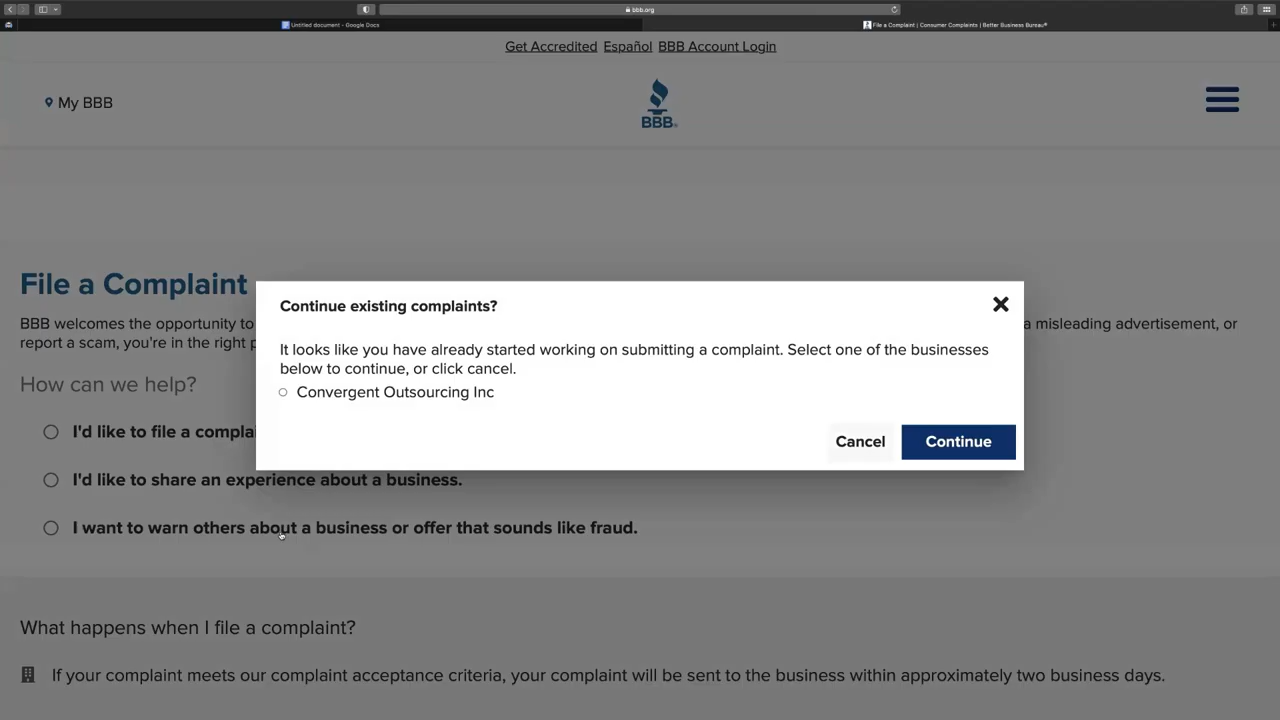 bbb.org
Untitled document - Google Docs
File a Complaint | Consumer Complaints | Better Business Bureau®
Get Accredited Español BBB Account Login
My BBB
BBB
File a Complaint
BBB welcomes the opportunity to
a misleading advertisement, or
report a scam, you're in the right p
How can we help?
Continue existing complaints?
It looks like you have already started working on submitting a complaint. Select one of the businesses
below to continue, or click cancel.
Convergent Outsourcing Inc
Cancel Continue
I'd like to file a complai
I'd like to share an experience about a business.
I want to warn others about a business or offer that sounds like fraud.
What happens when I file a complaint?
If your complaint meets our complaint acceptance criteria, your complaint will be sent to the business within approximately two business days.